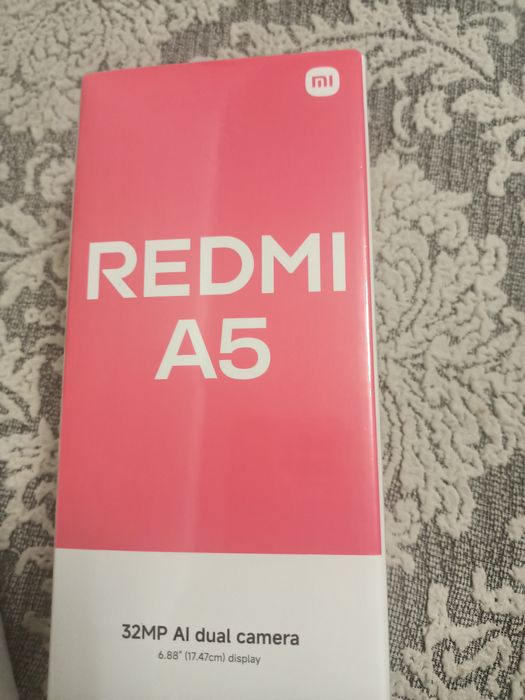 mi
REDMI
A5
32MP AI dual camera
6.88" (17.47cm) display